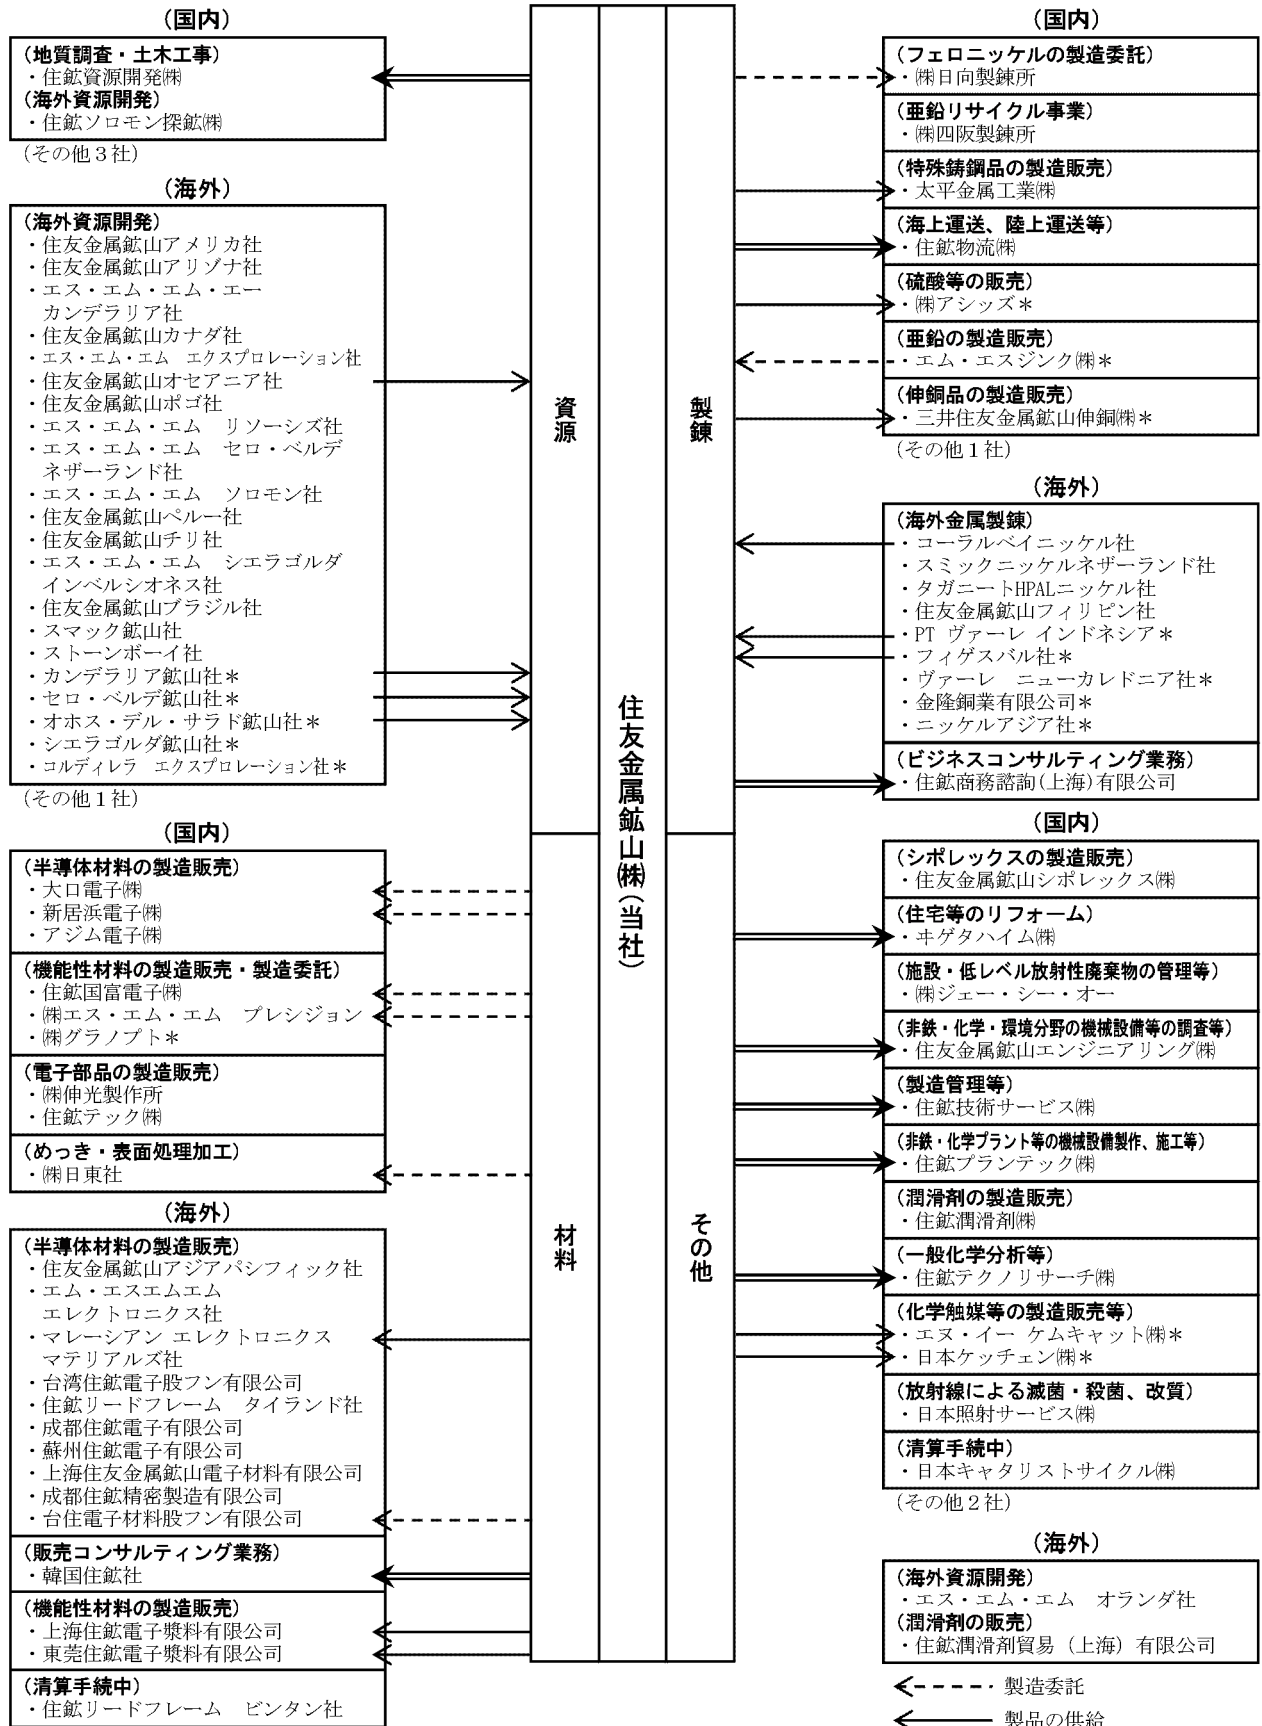 (国内)
(地質調査・土木工事)
・住鉱資源開発㈱
(海外資源開発)
・住鉱ソロモン探鉱㈱
(その他３社)
(海外)
(海外資源開発)
・住友金属鉱山アメリカ社
・住友金属鉱山アリゾナ社
・エス・エム・エム・エー
カンデラリア社
・住友金属鉱山カナダ社
・エス・エム・エム　エクスプロレーション社
・住友金属鉱山オセアニア社
・住友金属鉱山ポゴ社
・エス・エム・エム　リソーシズ社
・エス・エム・エム　セロ・ベルデ
ネザーランド社
・エス・エム・エム　ソロモン社
・住友金属鉱山ペルー社
・住友金属鉱山チリ社
・エス・エム・エム　シエラゴルダ
インベルシオネス社
・住友金属鉱山ブラジル社
・スマック鉱山社
・ストーンボーイ社
・カンデラリア鉱山社＊
・セロ・ベルデ鉱山社＊
・オホス・デル・サラド鉱山社＊
・シエラゴルダ鉱山社＊
・コルディレラ　エクスプロレーション社＊
(その他１社)
(国内)
(半導体材料の製造販売)
・大口電子㈱
・新居浜電子㈱
・アジム電子㈱
(機能性材料の製造販売・製造委託)
・住鉱国富電子㈱
・㈱エス・エム・エム　プレシジョン
・㈱グラノプト＊
(電子部品の製造販売)
・㈱伸光製作所
・住鉱テック㈱
(めっき・表面処理加工)
・㈱日東社
(海外)
(半導体材料の製造販売)
・住友金属鉱山アジアパシフィック社
・エム・エスエムエム
エレクトロニクス社
・マレーシアン エレクトロニクス
マテリアルズ社
・台湾住鉱電子股フン有限公司
・住鉱リードフレーム　タイランド社
・成都住鉱電子有限公司
・蘇州住鉱電子有限公司
・上海住友金属鉱山電子材料有限公司
・成都住鉱精密製造有限公司
・台住電子材料股フン有限公司
(販売コンサルティング業務)
・韓国住鉱社
(機能性材料の製造販売)
・上海住鉱電子漿料有限公司
・東莞住鉱電子漿料有限公司
(清算手続中)
・住鉱リードフレーム　ビンタン社
資源
材料
住友金属鉱山㈱(当社)
製錬
その他
(国内)
(フェロニッケルの製造委託)
・㈱日向製錬所
(亜鉛リサイクル事業)
・㈱四阪製錬所
(特殊鋳鋼品の製造販売)
・太平金属工業㈱
(海上運送、陸上運送等)
・住鉱物流㈱
(硫酸等の販売)
・㈱アシッズ＊
(亜鉛の製造販売)
・エム・エスジンク㈱＊
(伸銅品の製造販売)
・三井住友金属鉱山伸銅㈱＊
(その他１社)
(海外)
(海外金属製錬)
・コーラルベイニッケル社
・スミックニッケルネザーランド社
・タガニートHPALニッケル社
・住友金属鉱山フィリピン社
・PT ヴァーレ インドネシア＊
・フィゲスバル社＊
・ヴァーレ　ニューカレドニア社＊
・金隆銅業有限公司＊
・ニッケルアジア社＊
(ビジネスコンサルティング業務)
・住鉱商務諮詢(上海)有限公司
(国内)
(シポレックスの製造販売)
・住友金属鉱山シポレックス㈱
(住宅等のリフォーム)
・ヰゲタハイム㈱
(施設・低レベル放射性廃棄物の管理等)
・㈱ジェー・シー・オー
(非鉄・化学・環境分野の機械設備等の調査等)
・住友金属鉱山エンジニアリング㈱
(製造管理等)
・住鉱技術サービス㈱
(非鉄・化学プラント等の機械設備製作、施工等)
・住鉱プランテック㈱
(潤滑剤の製造販売)
・住鉱潤滑剤㈱
(一般化学分析等)
・住鉱テクノリサーチ㈱
(化学触媒等の製造販売等)
・エヌ・イー ケムキャット㈱＊
・日本ケッチェン㈱＊
(放射線による滅菌・殺菌、改質)
・日本照射サービス㈱
(清算手続中)
・日本キャタリストサイクル㈱
(その他２社)
(海外)
(海外資源開発)
・エス・エム・エム　オランダ社
(潤滑剤の販売)
・住鉱潤滑剤貿易（上海）有限公司
製造委託
製品の供給